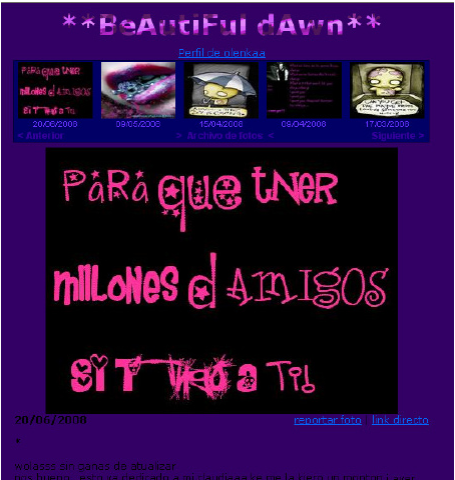 **BeAutiFul dAwn**
Perfil de olenkaa
20/06/2008 09/05/2008 15/04/2008 09/04/2008 17/03/2008
< Anterior > Archivo de fotos < Siguiente >
PARA que tNER
millones d AMIGOS
Si T tNGO a Ti!
20/06/2008 reportar foto | link directo
*
wolasss sin ganas de atualizar